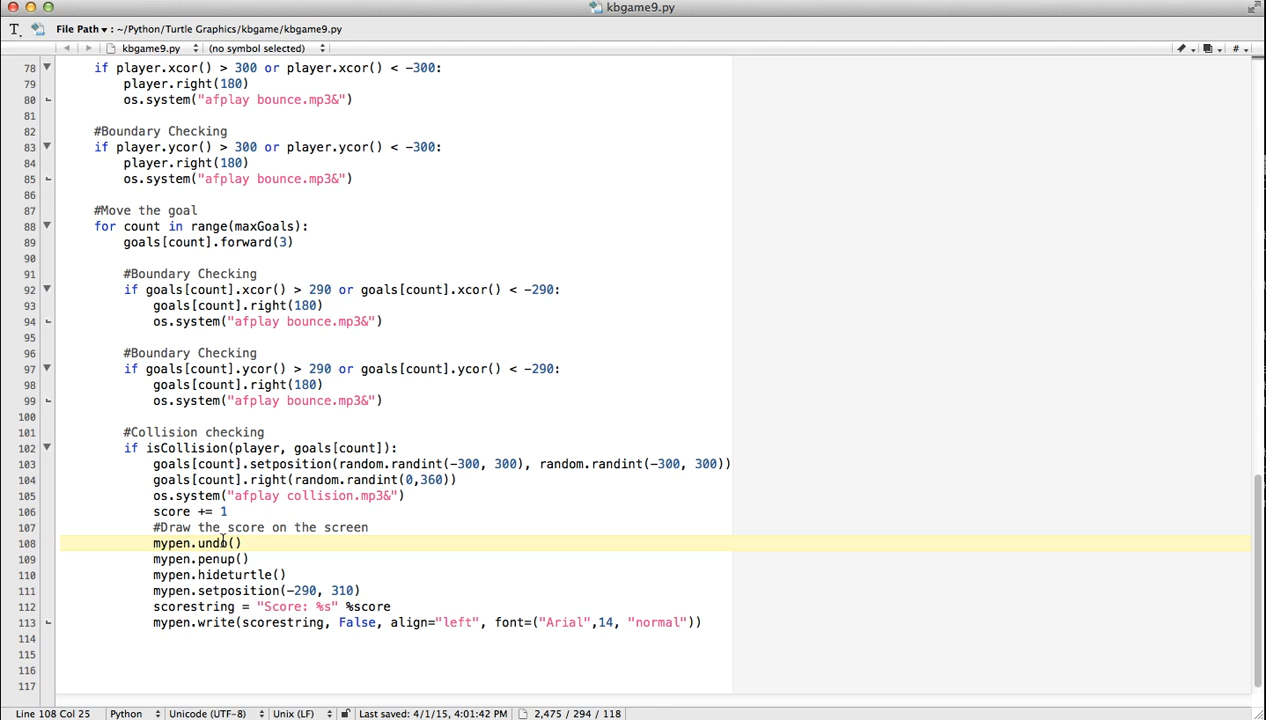 kbgame9.py
File Path ▾ : ~/Python/Turtle Graphics/kbgame/kbgame9.py
kbgame9.py (no symbol selected) #
78 if player.xcor() > 300 or player.xcor() < -300:
79 player.right(180)
80 os.system("afplay bounce.mp3&")
81
82 #Boundary Checking
83 if player.ycor() > 300 or player.ycor() < -300:
84 player.right(180)
85 os.system("afplay bounce.mp3&")
86
87 #Move the goal
88 for count in range(maxGoals):
89 goals[count].forward(3)
90
91 #Boundary Checking
92 if goals[count].xcor() > 290 or goals[count].xcor() < -290:
93 goals[count].right(180)
94 os.system("afplay bounce.mp3&")
95
96 #Boundary Checking
97 if goals[count].ycor() > 290 or goals[count].ycor() < -290:
98 goals[count].right(180)
99 os.system("afplay bounce.mp3&")
100
101 #Collision checking
102 if isCollision(player, goals[count]):
103 goals[count].setposition(random.randint(-300, 300), random.randint(-300, 300))
104 goals[count].right(random.randint(0,360))
105 os.system("afplay collision.mp3&")
106 score += 1
107 #Draw the score on the screen
108 mypen.undo()
109 mypen.penup()
110 mypen.hideturtle()
111 mypen.setposition(-290, 310)
112 scorestring = "Score: %s" %score
113 mypen.write(scorestring, False, align="left", font=("Arial",14, "normal"))
114
115
116
117
Line 108 Col 25 Python Unicode (UTF-8) Unix (LF) Last saved: 4/1/15, 4:01:42 PM 2,475 / 294 / 118